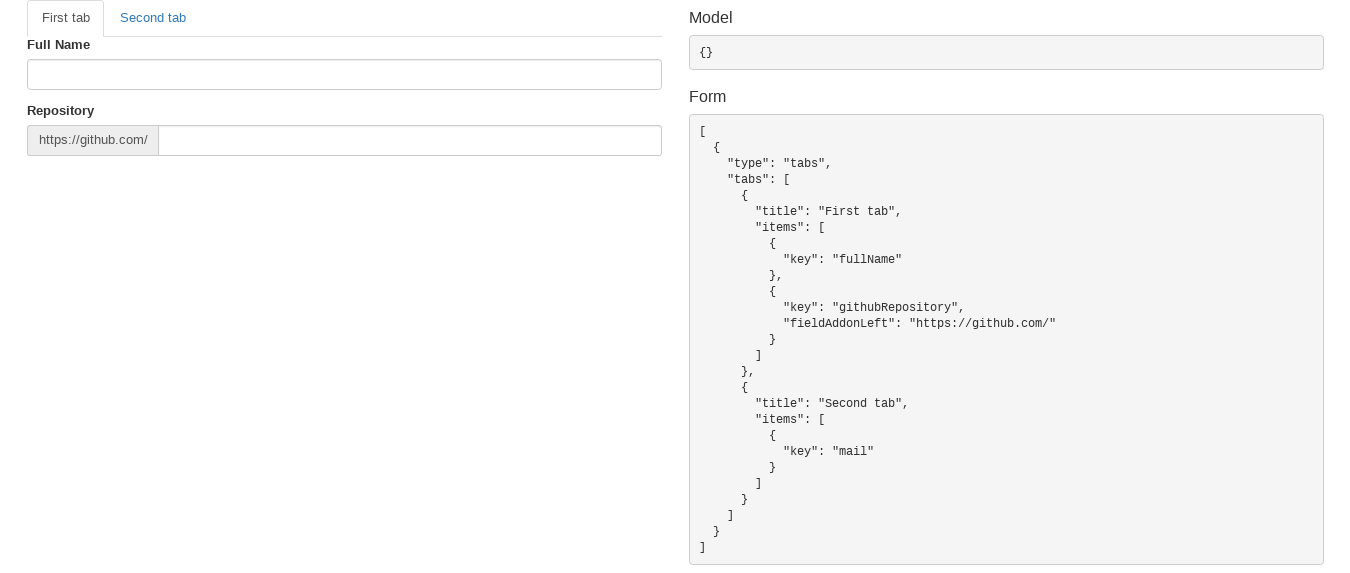 First tab Second tab
Full Name
Repository
https://github.com/
Model
{}
Form
[
  {
    "type": "tabs",
    "tabs": [
      {
        "title": "First tab",
        "items": [
          {
            "key": "fullName"
          },
          {
            "key": "githubRepository",
            "fieldAddonLeft": "https://github.com/"
          }
        ]
      },
      {
        "title": "Second tab",
        "items": [
          {
            "key": "mail"
          }
        ]
      }
    ]
  }
]